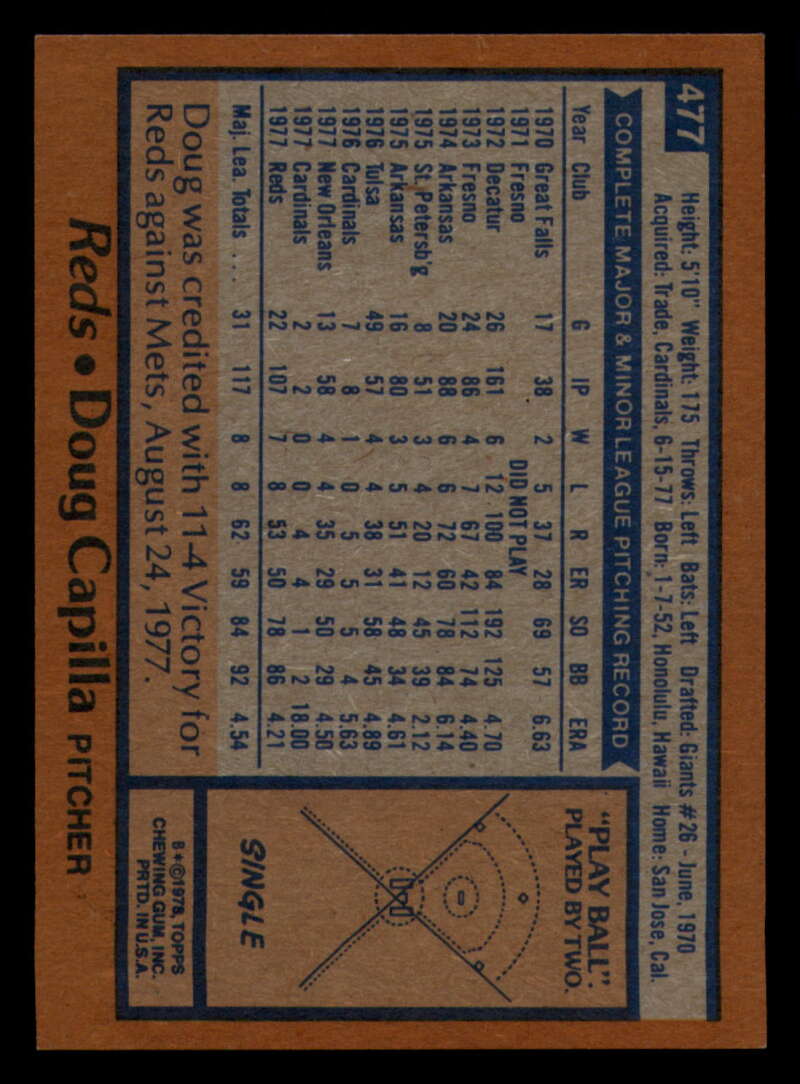 477
Height: 5'10" Weight: 175 Throws: Left Bats: Left Drafted: Giants #26 - June, 1970
Acquired: Trade, Cardinals, 6-15-77 Born: 1-7-52, Honolulu, Hawaii Home: San Jose, Cal.
COMPLETE MAJOR & MINOR LEAGUE PITCHING RECORD
Year Club G IP W L R ER SO BB ERA
1970 Great Falls 17 38 2 5 37 28 69 57 6.63
1971 Fresno DID NOT PLAY
1972 Decatur 26 161 6 12 100 84 192 125 4.70
1973 Fresno 24 86 4 7 67 42 112 74 4.40
1974 Arkansas 20 88 6 6 72 60 78 84 6.14
1975 St. Petersb'g 8 51 3 4 20 12 45 39 2.12
1975 Arkansas 16 80 3 5 51 41 48 34 4.61
1976 Tulsa 49 57 4 4 38 31 58 45 4.89
1976 Cardinals 7 8 1 0 5 5 5 4 5.63
1977 New Orleans 13 58 4 4 35 29 50 29 4.50
1977 Cardinals 2 2 0 0 4 4 1 2 18.00
1977 Reds 22 107 7 8 53 50 78 86 4.21
Maj. Lea. Totals ... 31 117 8 8 62 59 84 92 4.54
Doug was credited with 11-4 Victory for
Reds against Mets, August 24, 1977.
"PLAY BALL":
PLAYED BY TWO.
SINGLE
8*©1978, TOPPS
CHEWING GUM, INC.
PRTD. IN U.S.A.
Reds • Doug Capilla PITCHER